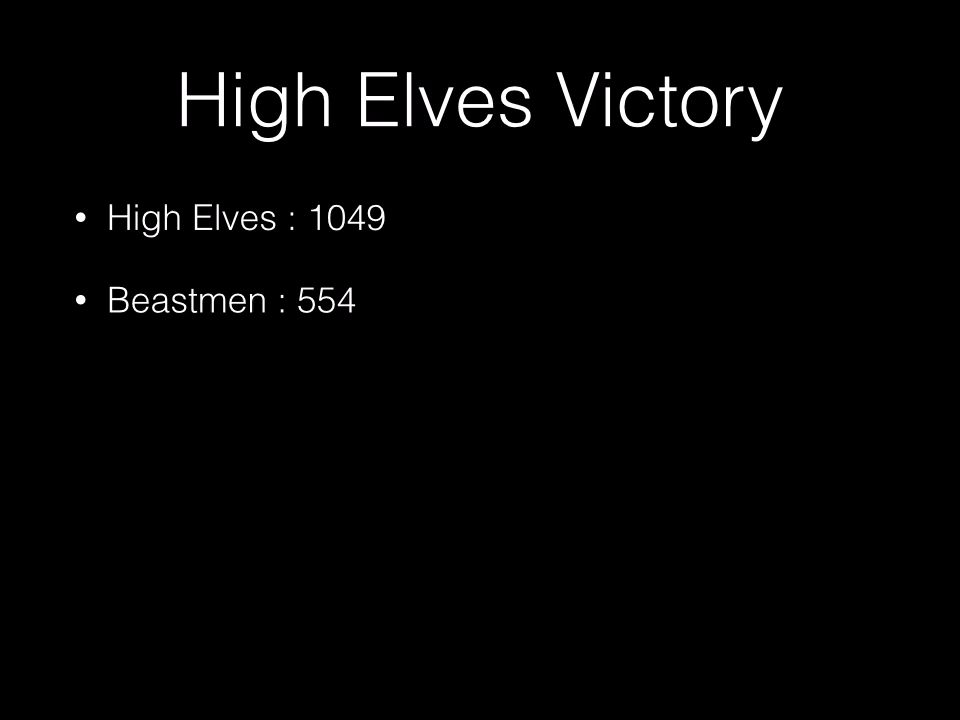 High Elves Victory
• High Elves : 1049
• Beastmen : 554